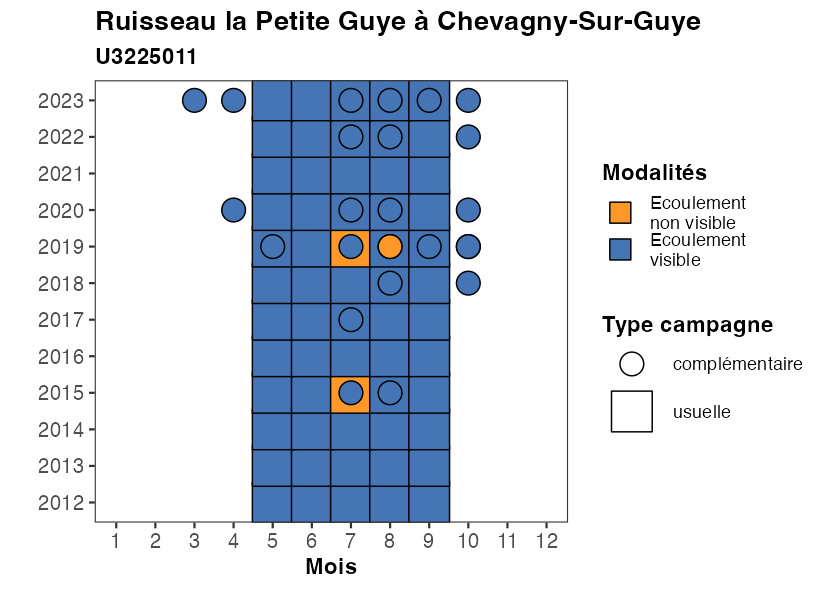 Ruisseau la Petite Guye à Chevagny-Sur-Guye
U3225011
2023
2022
2021
2020
2019
2018
2017
2016
2015
2014
2013
2012
1 2 3 4 5 6 7 8 9 10 11 12
Mois
Modalités
Ecoulement
non visible
Ecoulement
visible
Type campagne
complémentaire
usuelle